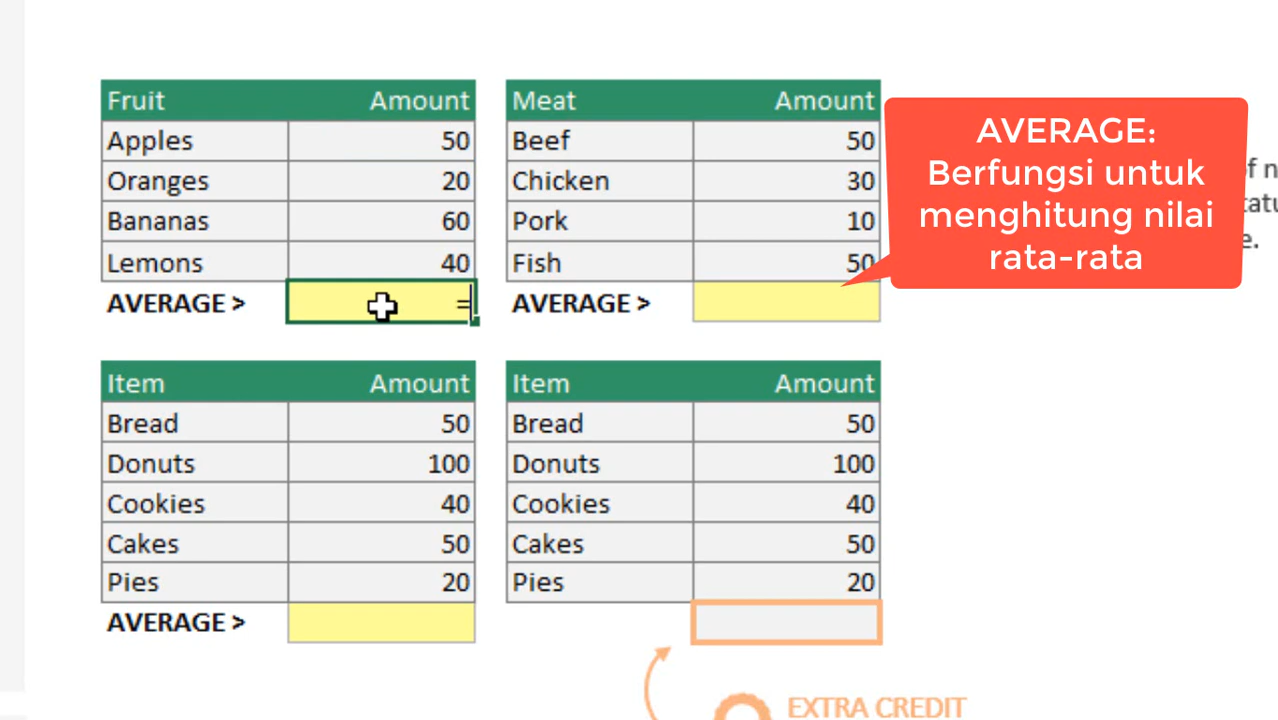 Fruit Amount
Apples 50
Oranges 20
Bananas 60
Lemons 40
AVERAGE > =
Meat Amount
Beef 50
Chicken 30
Pork 10
Fish 50
AVERAGE >
AVERAGE:
Berfungsi untuk
menghitung nilai
rata-rata
Item Amount
Bread 50
Donuts 100
Cookies 40
Cakes 50
Pies 20
AVERAGE >
Item Amount
Bread 50
Donuts 100
Cookies 40
Cakes 50
Pies 20
EXTRA CREDIT